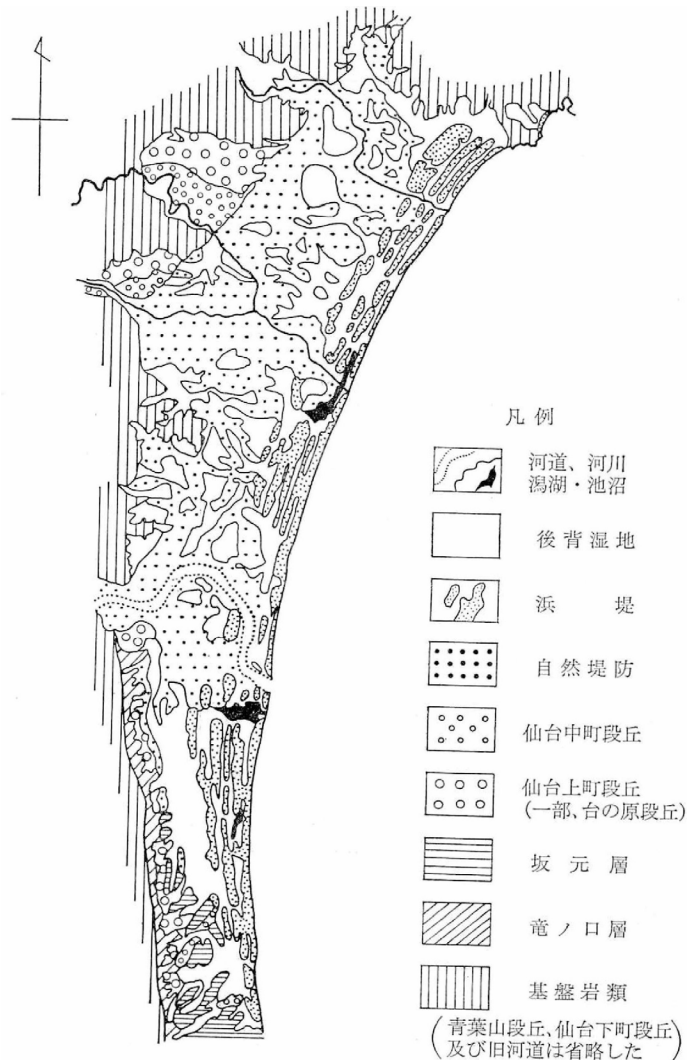 凡例
河道、河川
潟湖・池沼
後背湿地
浜堤
自然堤防
仙台中町段丘
仙台上町段丘
(一部、台の原段丘)
坂元層
竜ノ口層
基盤岩類
(青葉山段丘、仙台下町段丘
及び旧河道は省略した)